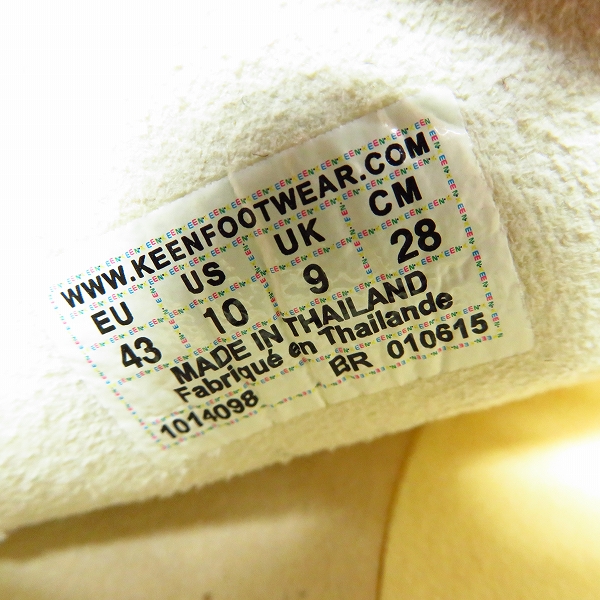 WWW.KEENFOOTWEAR.COM
EU US UK CM
43 10 9 28
MADE IN THAILAND
Fabriqué en Thaïlande
1014098 BR 010615